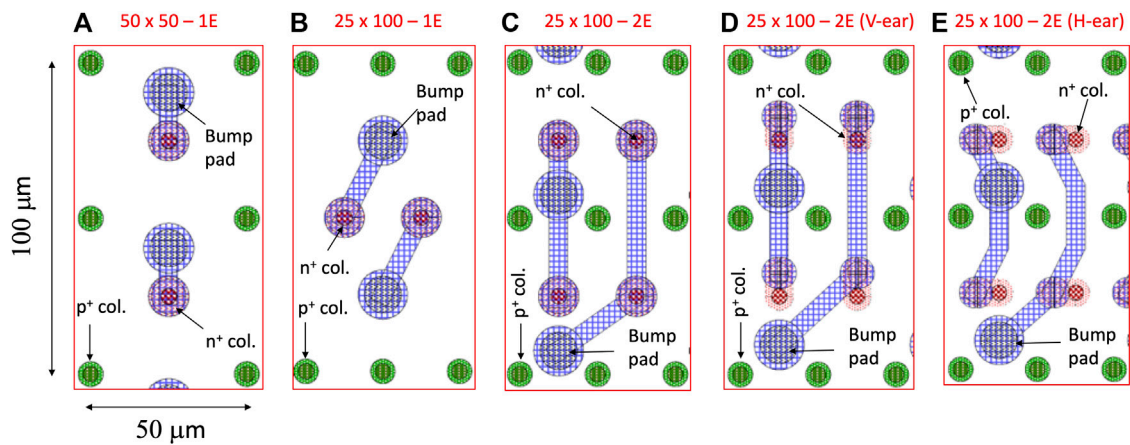 A 50 x 50 – 1E
B 25 x 100 – 1E
C 25 x 100 – 2E
D 25 x 100 – 2E (V-ear)
E 25 x 100 – 2E (H-ear)
Bump
pad
p⁺ col.
n⁺ col.
Bump
pad
n⁺ col.
p⁺ col.
n⁺ col.
p⁺ col.
Bump
pad
n⁺ col.
p⁺ col.
Bump
pad
p⁺ col.
n⁺ col.
Bump
pad
100 μm
50 μm